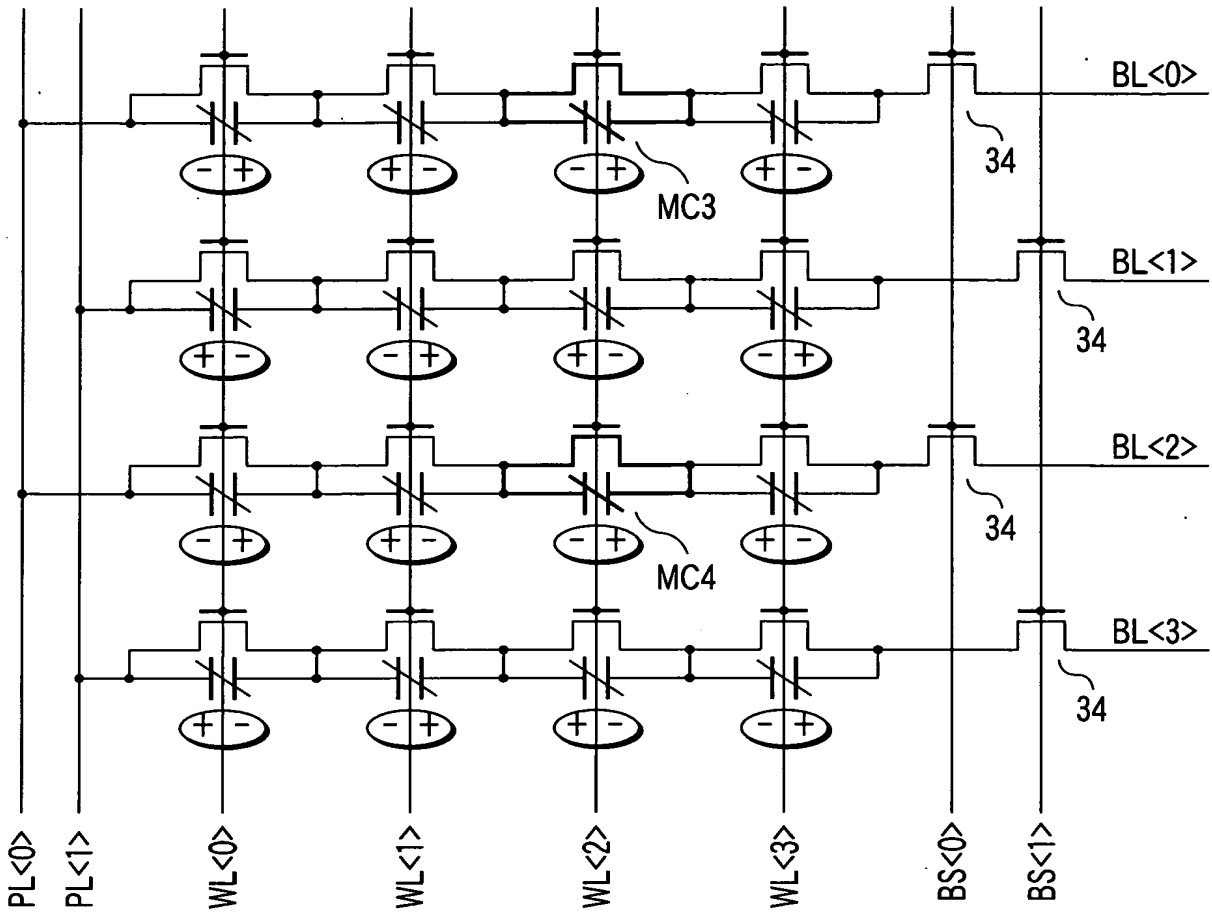 BL<0>
34
- +
+ -
- +
+ -
MC3
BL<1>
34
+ -
- +
+ -
- +
BL<2>
34
- +
+ -
- +
+ -
MC4
BL<3>
34
+ -
- +
+ -
- +
PL<0>
PL<1>
WL<0>
WL<1>
WL<2>
WL<3>
BS<0>
BS<1>